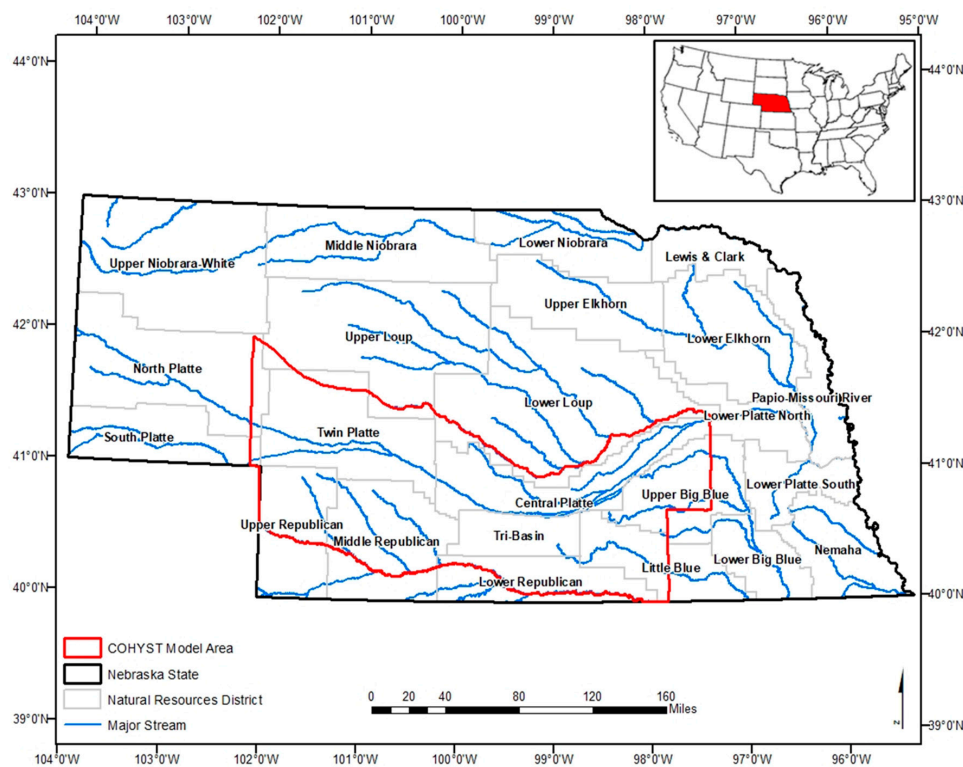 104°0'W 103°0'W 102°0'W 101°0'W 100°0'W 99°0'W 98°0'W 97°0'W 96°0'W 95°0'W
44°0'N 44°0'N
43°0'N 43°0'N
Middle Niobrara Lower Niobrara
Lewis & Clark
Upper Niobrara-White
Upper Elkhorn
42°0'N 42°0'N
Upper Loup Lower Elkhorn
North Platte
Papio-Missouri River
Lower Loup
Lower Platte North
Twin Platte
South Platte
41°0'N 41°0'N
Lower Platte South
Upper Big Blue
Central Platte
Upper Republican
Tri-Basin
Middle Republican
Nemaha
Lower Big Blue
Little Blue
Lower Republican
40°0'N 40°0'N
COHYST Model Area
Nebraska State
Natural Resources District
Major Stream
0 20 40 80 120 160
Miles
N
39°0'N 39°0'N
104°0'W 103°0'W 102°0'W 101°0'W 100°0'W 99°0'W 98°0'W 97°0'W 96°0'W